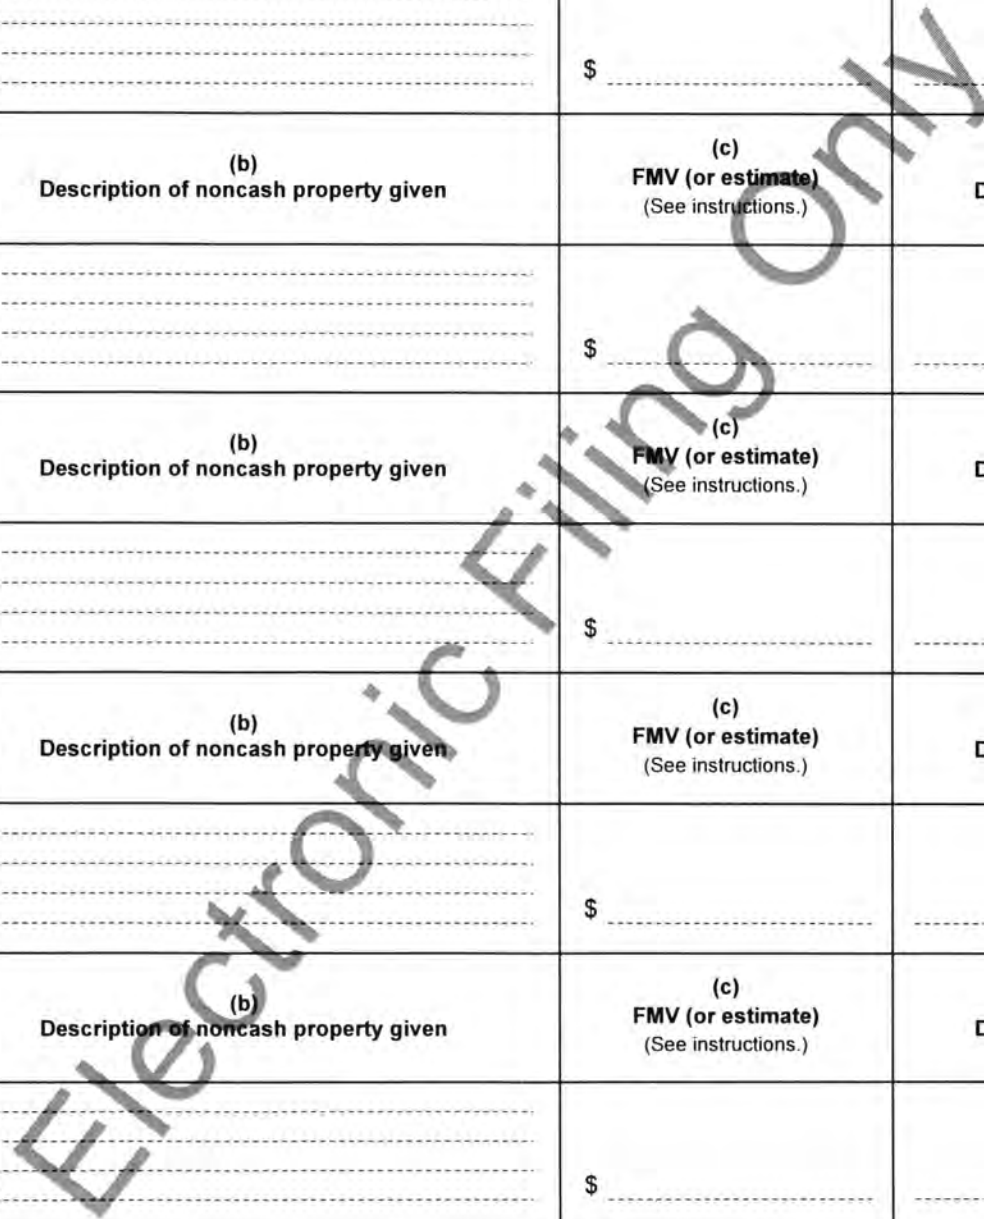 $
(b)
Description of noncash property given
(c)
FMV (or estimate)
(See instructions.)
D
$
(b)
Description of noncash property given
(c)
FMV (or estimate)
(See instructions.)
D
$
(b)
Description of noncash property given
(c)
FMV (or estimate)
(See instructions.)
D
$
(b)
Description of noncash property given
(c)
FMV (or estimate)
(See instructions.)
D
$
Electronic Filing Only